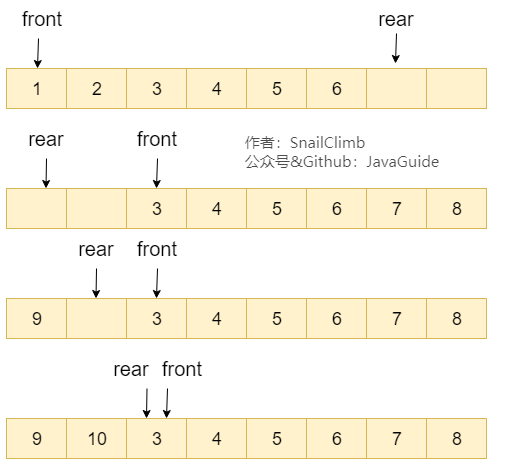 front rear
1 2 3 4 5 6
rear front
作者：SnailClimb
公众号&Github：JavaGuide
3 4 5 6 7 8
rear front
9 3 4 5 6 7 8
rear front
9 10 3 4 5 6 7 8